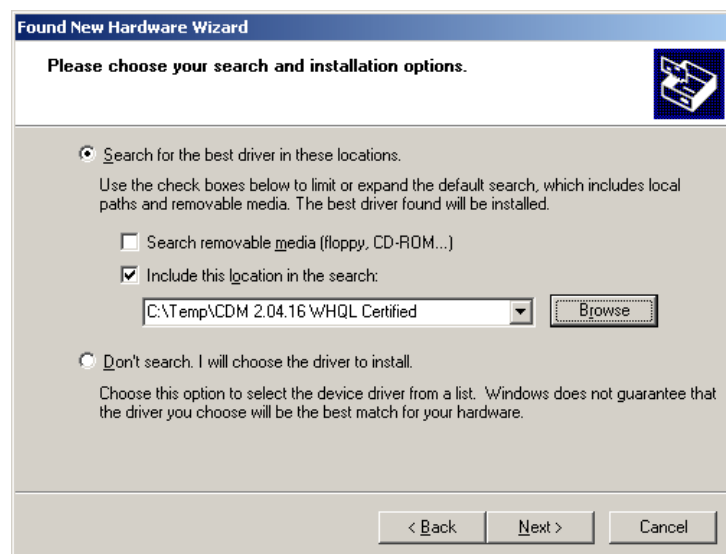 Found New Hardware Wizard
Please choose your search and installation options.
Search for the best driver in these locations.
Use the check boxes below to limit or expand the default search, which includes local
paths and removable media. The best driver found will be installed.
Search removable media (floppy, CD-ROM...)
Include this location in the search:
C:\Temp\CDM 2.04.16 WHQL Certified
Browse
Don't search. I will choose the driver to install.
Choose this option to select the device driver from a list. Windows does not guarantee that
the driver you choose will be the best match for your hardware.
< Back Next > Cancel